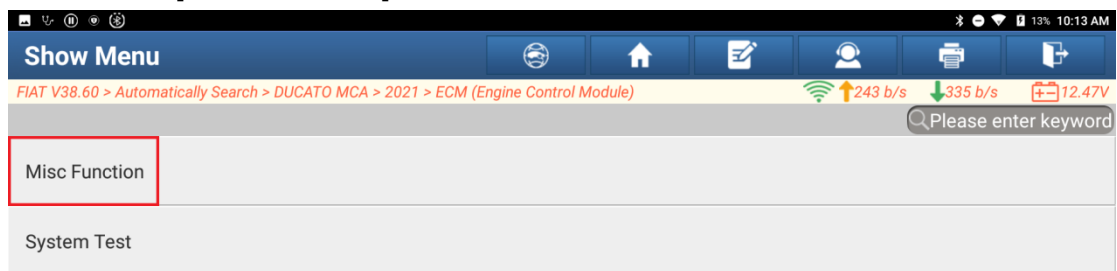 13% 10:13 AM
Show Menu
FIAT V38.60 > Automatically Search > DUCATO MCA > 2021 > ECM (Engine Control Module) 243 b/s 335 b/s 12.47V
Please enter keyword
Misc Function
System Test